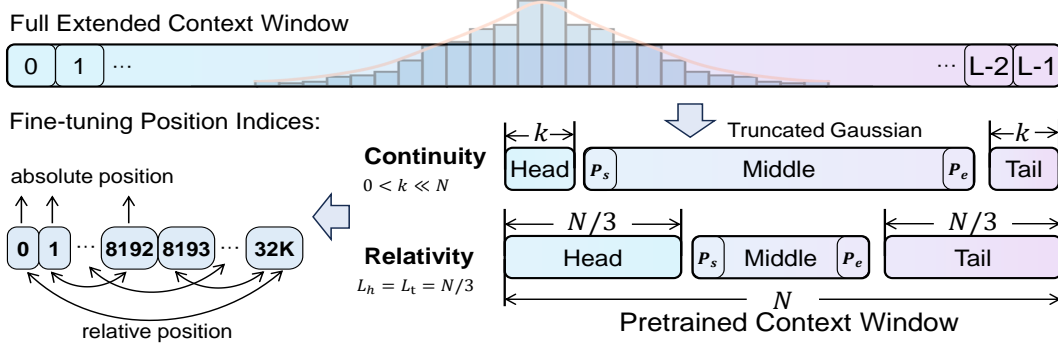 Full Extended Context Window
0 1 ... ... L-2 L-1
Fine-tuning Position Indices:
Truncated Gaussian
absolute position
0 1 ... 8192 8193 ... 32K
relative position
Continuity
0 < k ≪ N
k k
Head P_s Middle P_e Tail
Relativity
L_h = L_t = N/3
N/3 N/3
Head P_s Middle P_e Tail
N
Pretrained Context Window